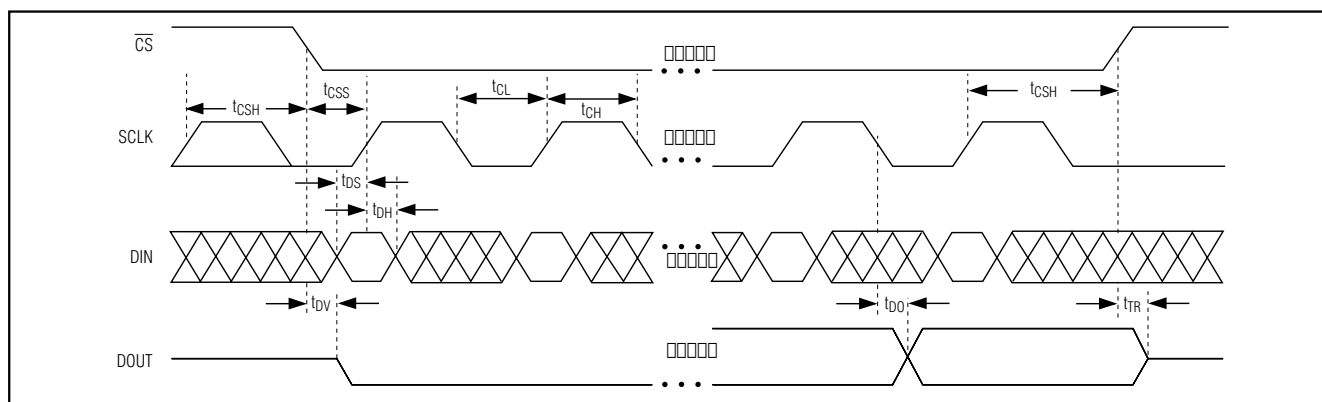 CS
tCSH
tCSS
tCL
tCH
tCSH
SCLK
tDS
tDH
DIN
tDV
tDO
tTR
DOUT